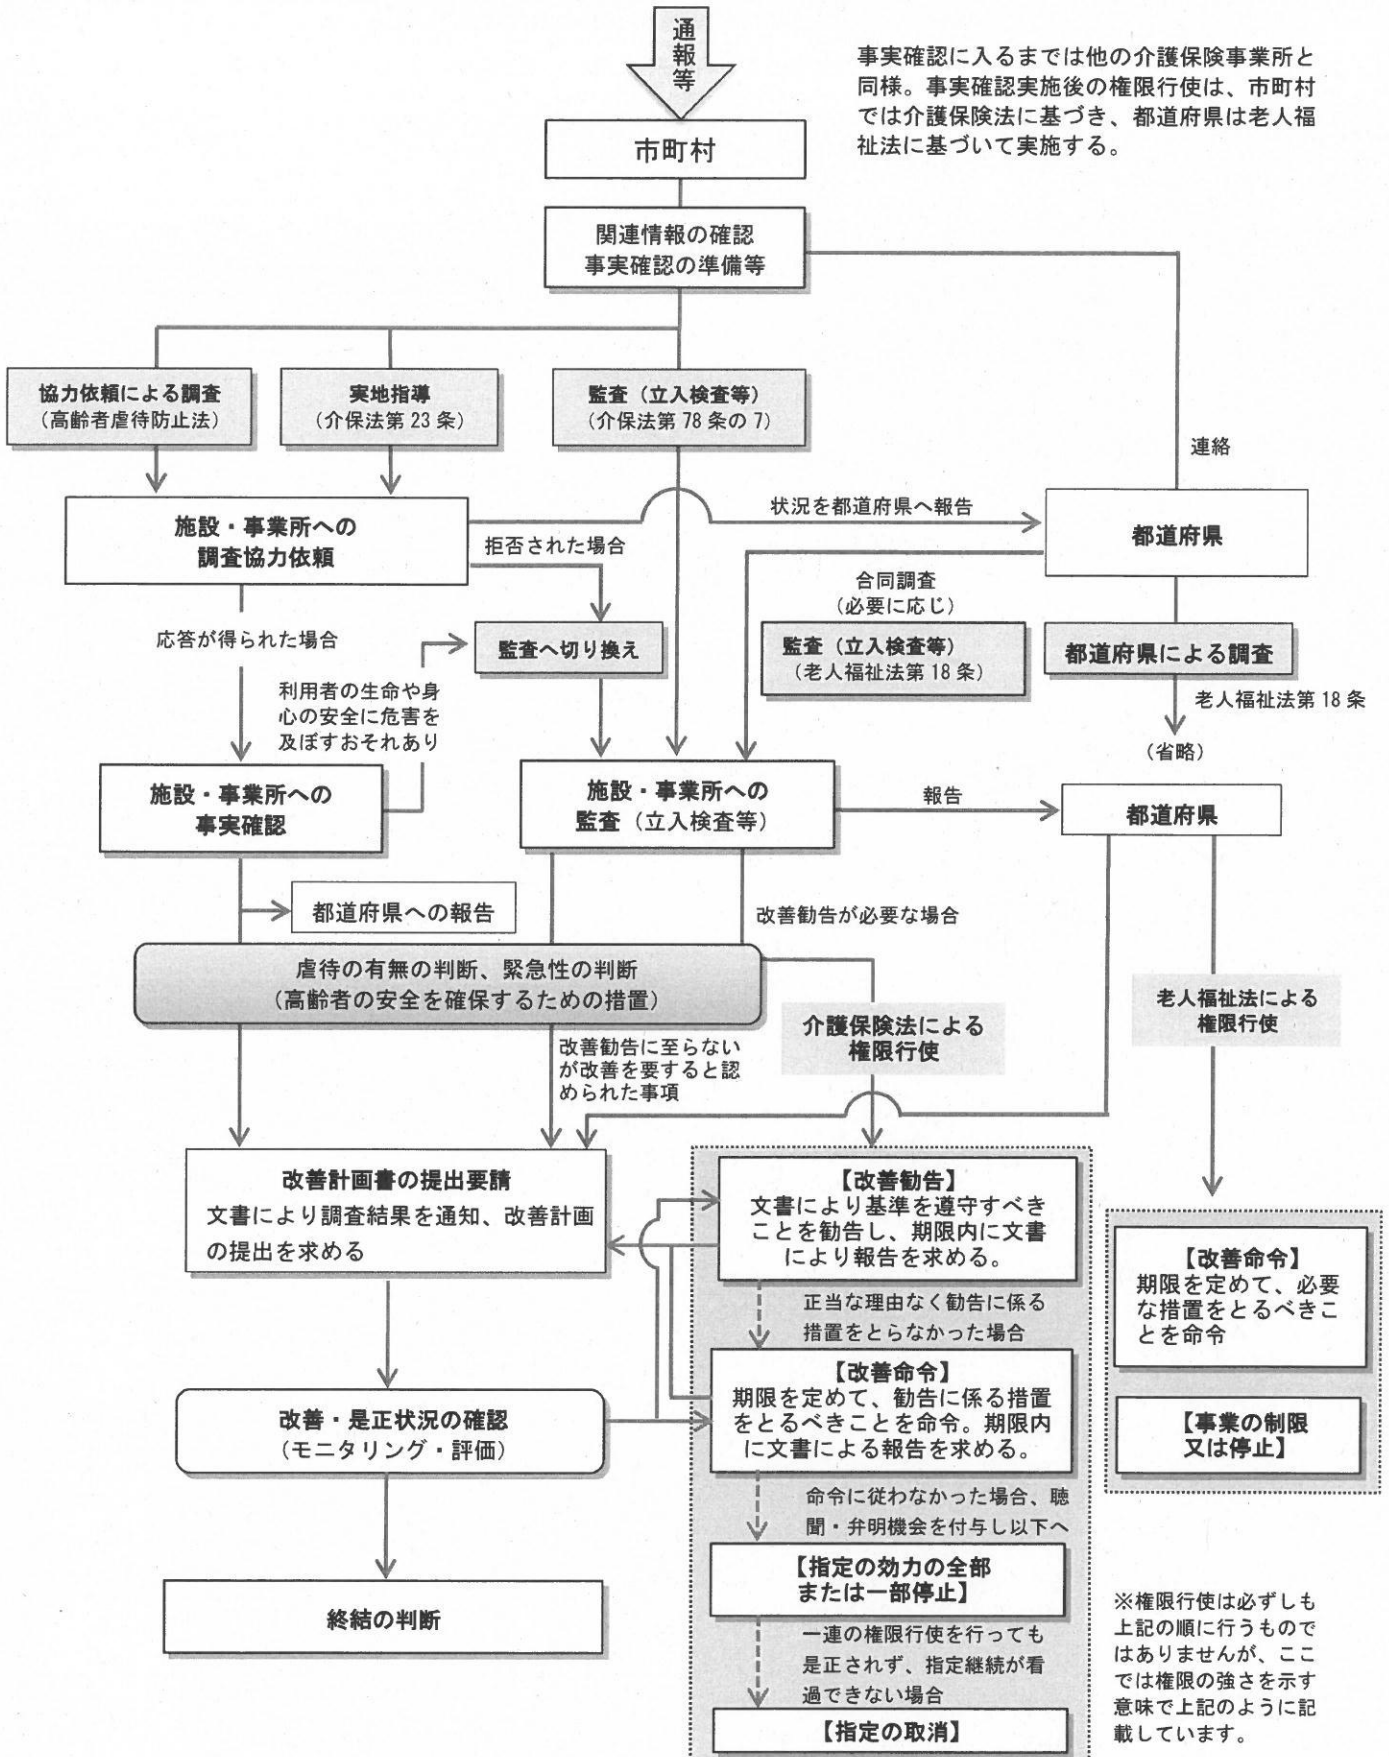 通報等
事実確認に入るまでは他の介護保険事業所と
同様。事実確認実施後の権限行使は、市町村
では介護保険法に基づき、都道府県は老人福
祉法に基づいて実施する。
市町村
関連情報の確認
事実確認の準備等
協力依頼による調査
（高齢者虐待防止法）
実地指導
（介保法第 23 条）
監査（立入検査等）
（介保法第 78 条の 7）
連絡
施設・事業所への
調査協力依頼
状況を都道府県へ報告
拒否された場合
都道府県
合同調査
（必要に応じ）
監査（立入検査等）
（老人福祉法第 18 条）
都道府県による調査
老人福祉法第 18 条
（省略）
応答が得られた場合
監査へ切り換え
利用者の生命や身
心の安全に危害を
及ぼすおそれあり
施設・事業所への
事実確認
施設・事業所への
監査（立入検査等）
報告
都道府県
都道府県への報告
改善勧告が必要な場合
虐待の有無の判断、緊急性の判断
（高齢者の安全を確保するための措置）
介護保険法による
権限行使
老人福祉法による
権限行使
改善勧告に至らない
が改善を要すると認
められた事項
改善計画書の提出要請
文書により調査結果を通知、改善計画
の提出を求める
【改善勧告】
文書により基準を遵守すべき
ことを勧告し、期限内に文書
により報告を求める。
正当な理由なく勧告に係る
措置をとらなかった場合
【改善命令】
期限を定めて、必要
な措置をとるべきこ
とを命令
【改善命令】
期限を定めて、勧告に係る措置
をとるべきことを命令。期限内
に文書による報告を求める。
改善・是正状況の確認
（モニタリング・評価）
【事業の制限
又は停止】
命令に従わなかった場合、聴
聞・弁明機会を付与し以下へ
【指定の効力の全部
または一部停止】
終結の判断
一連の権限行使を行っても
是正されず、指定継続が看
過できない場合
【指定の取消】
※権限行使は必ずしも
上記の順に行うもので
はありませんが、ここ
では権限の強さを示す
意味で上記のように記
載しています。